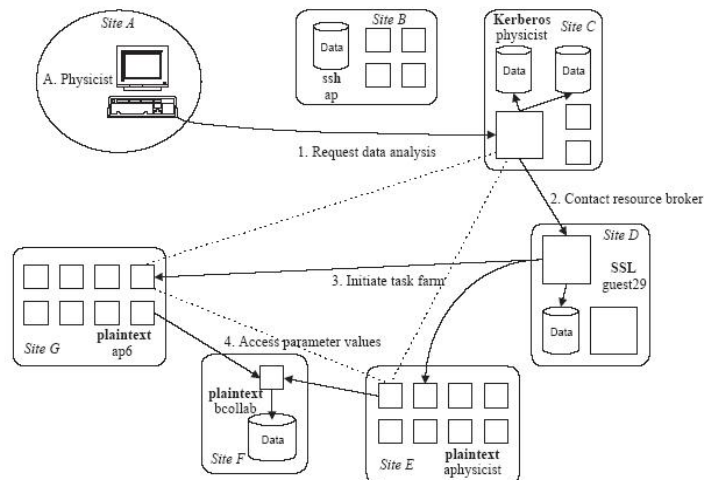 Site A
A. Physicist
Site B
Data
ssh
ap
Kerberos
physicist
Site C
Data
Data
1. Request data analysis
2. Contact resource broker
Site D
SSL
guest29
Data
3. Initiate task farm
plaintext
ap6
Site G
4. Access parameter values
plaintext
bcollab
Data
Site F
Site E
plaintext
aphysicist